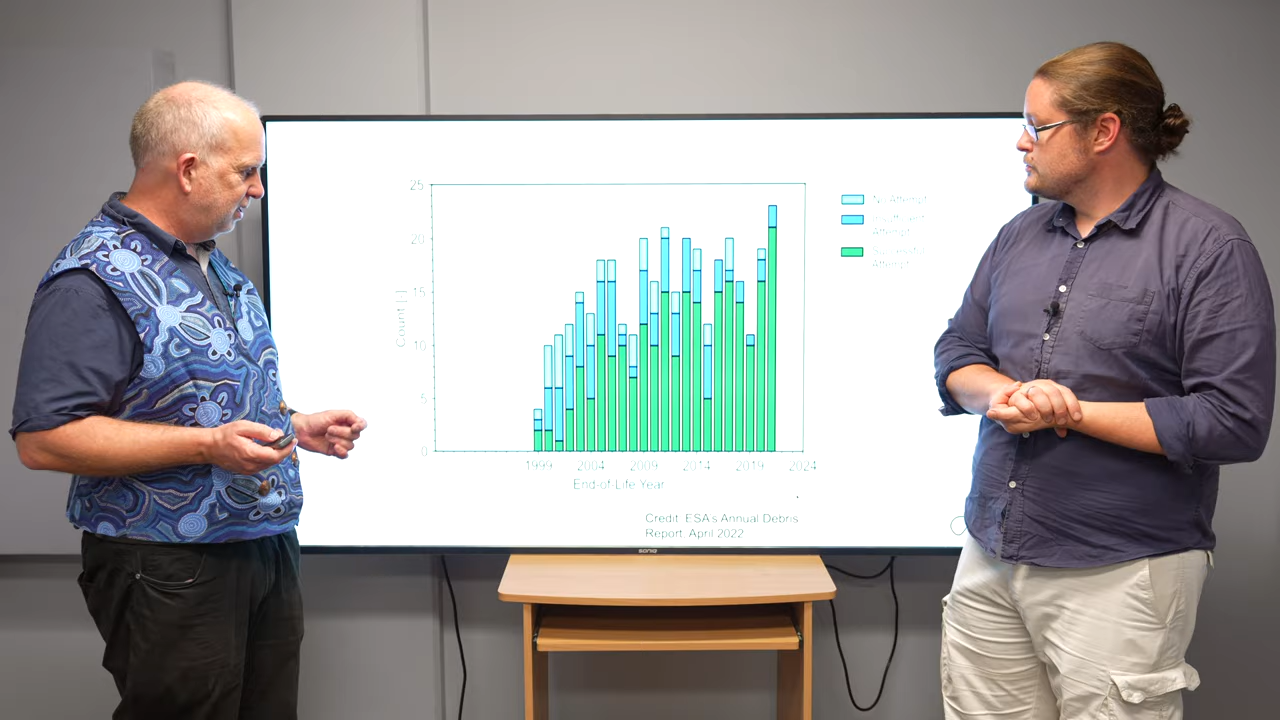 25
20
15
10
5
0
Count [ ]
1999 2004 2009 2014 2019 2024
End-of-Life Year
No Attempt
Insufficient
Attempt
Successful
Attempt
Credit: ESA's Annual Debris
Report April 2022
soniq